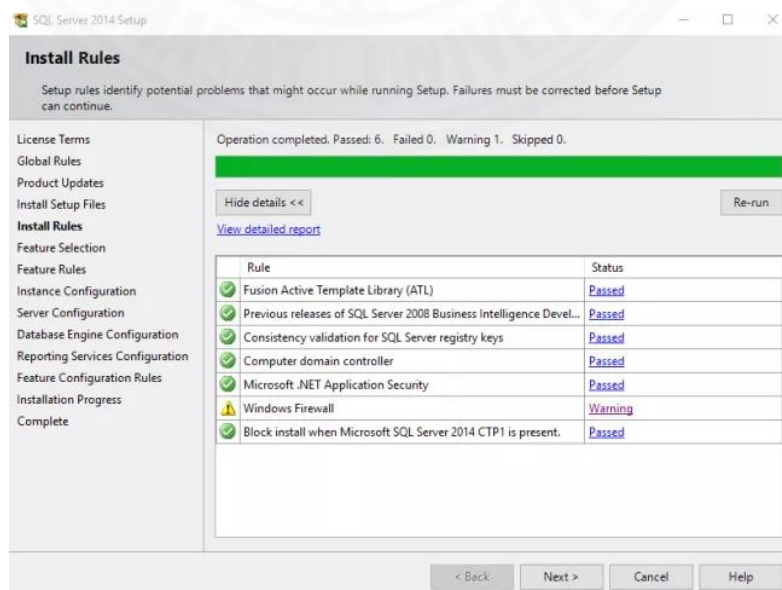 SQL Server 2014 Setup
Install Rules
Setup rules identify potential problems that might occur while running Setup. Failures must be corrected before Setup
can continue.
License Terms
Global Rules
Product Updates
Install Setup Files
Install Rules
Feature Selection
Feature Rules
Instance Configuration
Server Configuration
Database Engine Configuration
Reporting Services Configuration
Feature Configuration Rules
Installation Progress
Complete
Operation completed. Passed: 6. Failed 0. Warning 1. Skipped 0.
Hide details << Re-run
View detailed report
Rule Status
Fusion Active Template Library (ATL) Passed
Previous releases of SQL Server 2008 Business Intelligence Devel... Passed
Consistency validation for SQL Server registry keys Passed
Computer domain controller Passed
Microsoft .NET Application Security Passed
Windows Firewall Warning
Block install when Microsoft SQL Server 2014 CTP1 is present. Passed
< Back Next > Cancel Help